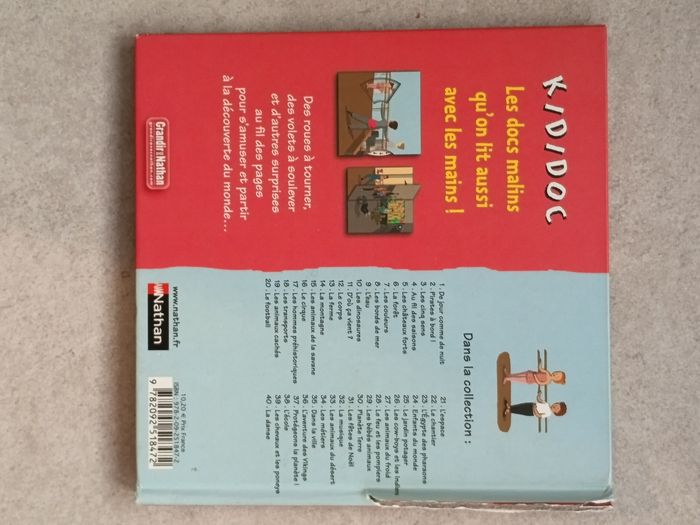 KIDIDOC
Les docs malins
qu'on lit aussi
avec les mains !
Des roues à tourner,
des volets à soulever
et d'autres surprises
au fil des pages
pour s'amuser et partir
à la découverte du monde...
Grandir avec Nathan
grandiravecnathan.com
Dans la collection :
1 . De jour comme de nuit
2 . Pirates à bord !
3 . Les cinq sens
4 . Au fil des saisons
5 . Les châteaux forts
6 . La forêt
7 . Les couleurs
8 . Les bords de mer
9 . L'eau
10 . Les dinosaures
11 . D'où ça vient ?
12 . Le corps
13 . La ferme
14 . La montagne
15 . Les animaux de la savane
16 . Le cirque
17 . Les hommes préhistoriques
18 . Les transports
19 . Les animaux cachés
20 . Le football
21 . L'espace
22 . Le chantier
23 . L'Égypte des pharaons
24 . Enfants du monde
25 . Le jardin potager
26 . Les cow-boys et les indiens
27 . Les animaux du froid
28 . Le feu et les pompiers
29 . Les bébés animaux
30 . Planète Terre
31 . Les fêtes de Noël
32 . La musique
33 . Les animaux du désert
34 . Les métiers
35 . Dans la ville
36 . L'aventure des Vikings
37 . Protégeons la planète !
38 . L'école
39 . Les chevaux et les poneys
40 . La danse
www.nathan.fr
Nathan
10,20 € Prix France
ISBN : 978-2-09-251847-2
9 782092 518472